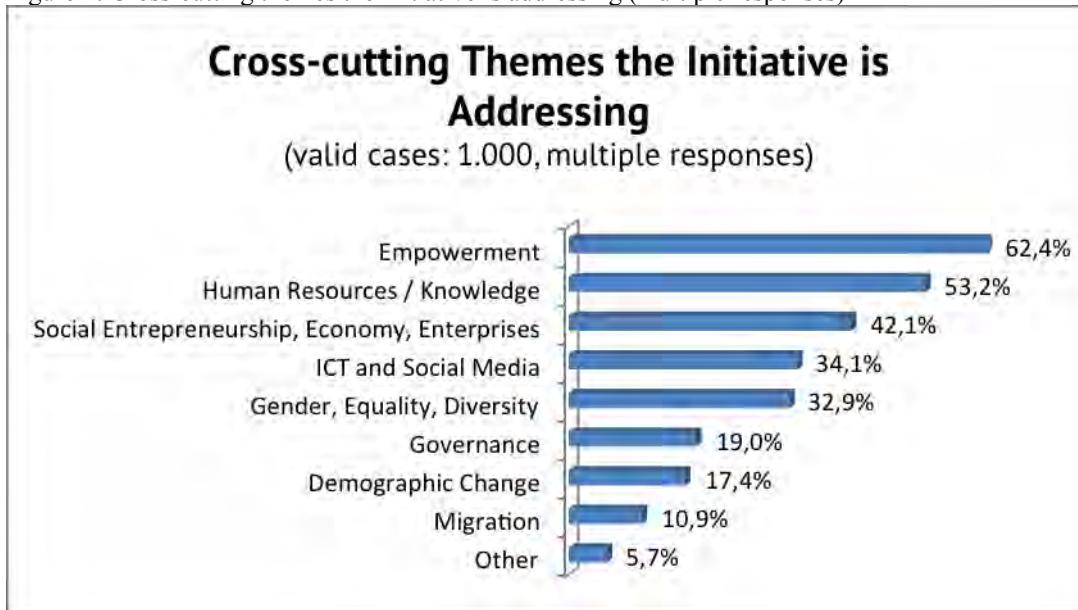 Cross-cutting Themes the Initiative is
Addressing
(valid cases: 1.000, multiple responses)
Empowerment 62,4%
Human Resources / Knowledge 53,2%
Social Entrepreneurship, Economy, Enterprises 42,1%
ICT and Social Media 34,1%
Gender, Equality, Diversity 32,9%
Governance 19,0%
Demographic Change 17,4%
Migration 10,9%
Other 5,7%